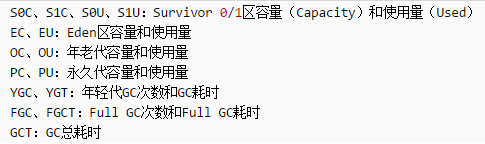 S0C、S1C、S0U、S1U：Survivor 0/1区容量（Capacity）和使用量（Used）
EC、EU：Eden区容量和使用量
OC、OU：年老代容量和使用量
PC、PU：永久代容量和使用量
YGC、YGT：年轻代GC次数和GC耗时
FGC、FGCT：Full GC次数和Full GC耗时
GCT：GC总耗时